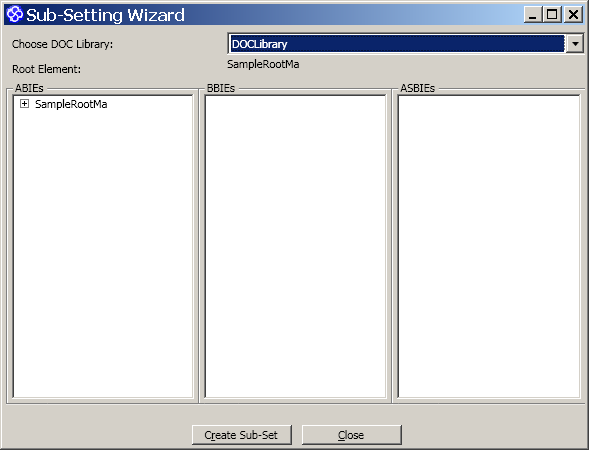 Sub-Setting Wizard
Choose DOC Library:
DOCLibrary
Root Element:
SampleRootMa
ABIEs
BBIEs
ASBIEs
SampleRootMa
Create Sub-Set
Close